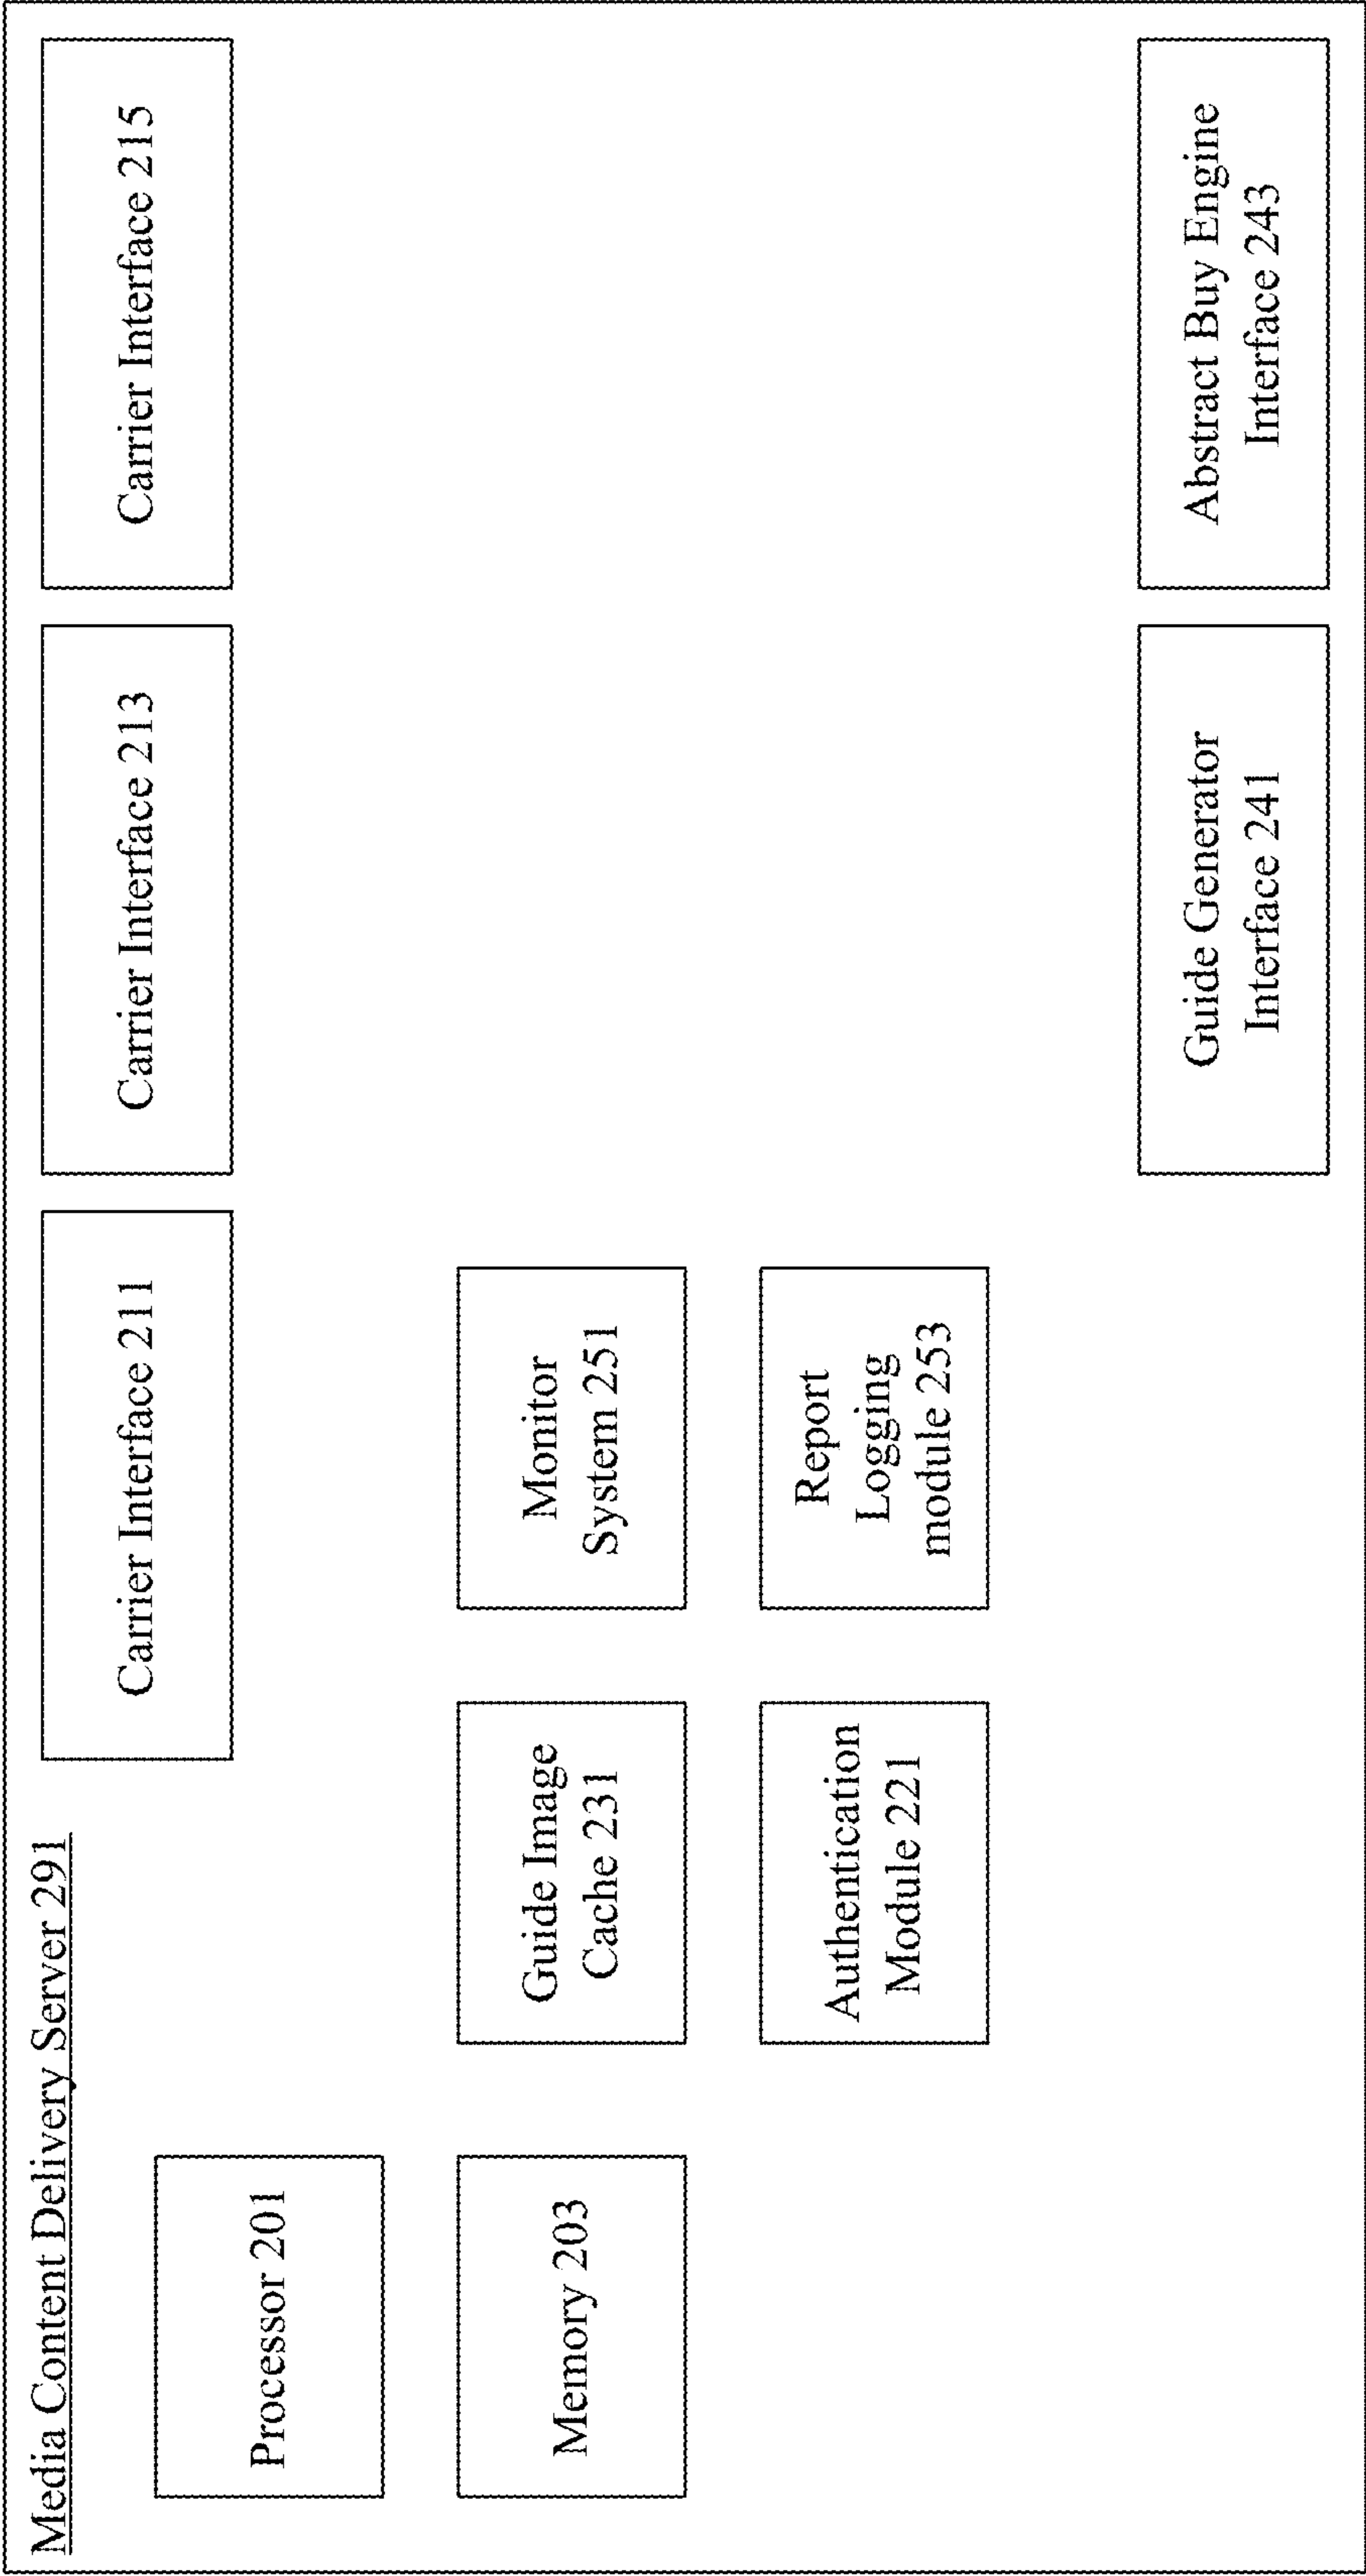 Media Content Delivery Server 291
Carrier Interface 211
Carrier Interface 213
Carrier Interface 215
Processor 201
Memory 203
Guide Image
Cache 231
Monitor
System 251
Authentication
Module 221
Report
Logging
module 253
Guide Generator
Interface 241
Abstract Buy Engine
Interface 243